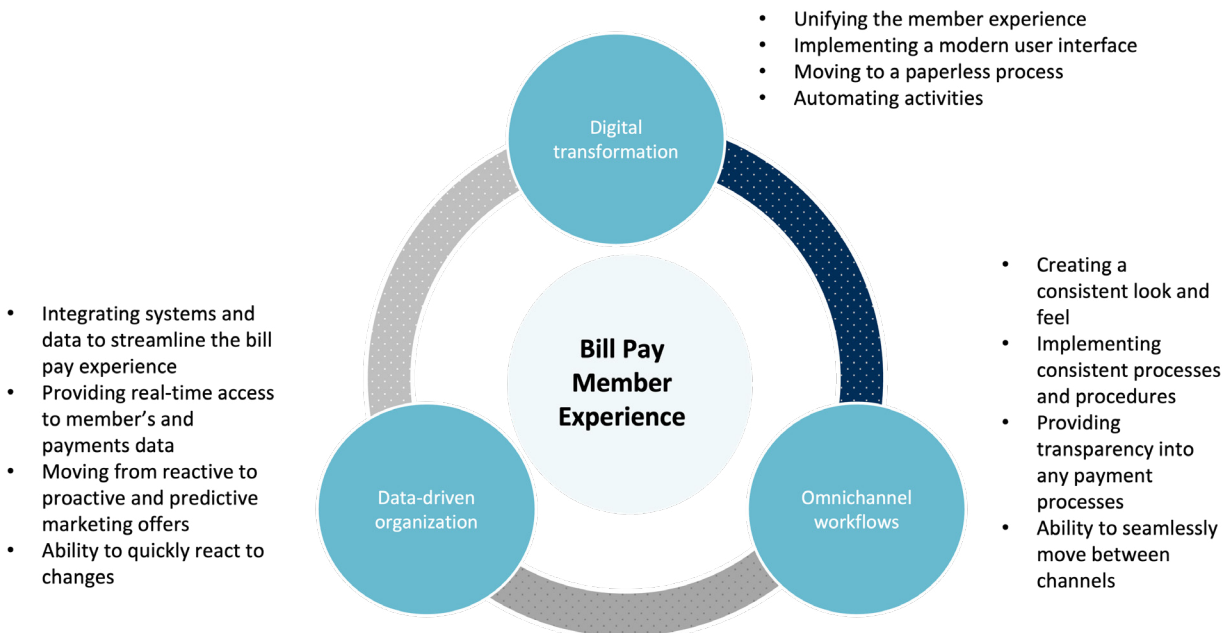 • Unifying the member experience
• Implementing a modern user interface
• Moving to a paperless process
• Automating activities
Digital
transformation
• Creating a
consistent look and
feel
• Implementing
consistent processes
and procedures
• Providing
transparency into
any payment
processes
• Ability to seamlessly
move between
channels
• Integrating systems and
data to streamline the bill
pay experience
• Providing real-time access
to member’s and
payments data
• Moving from reactive to
proactive and predictive
marketing offers
• Ability to quickly react to
changes
Bill Pay
Member
Experience
Data-driven
organization
Omnichannel
workflows